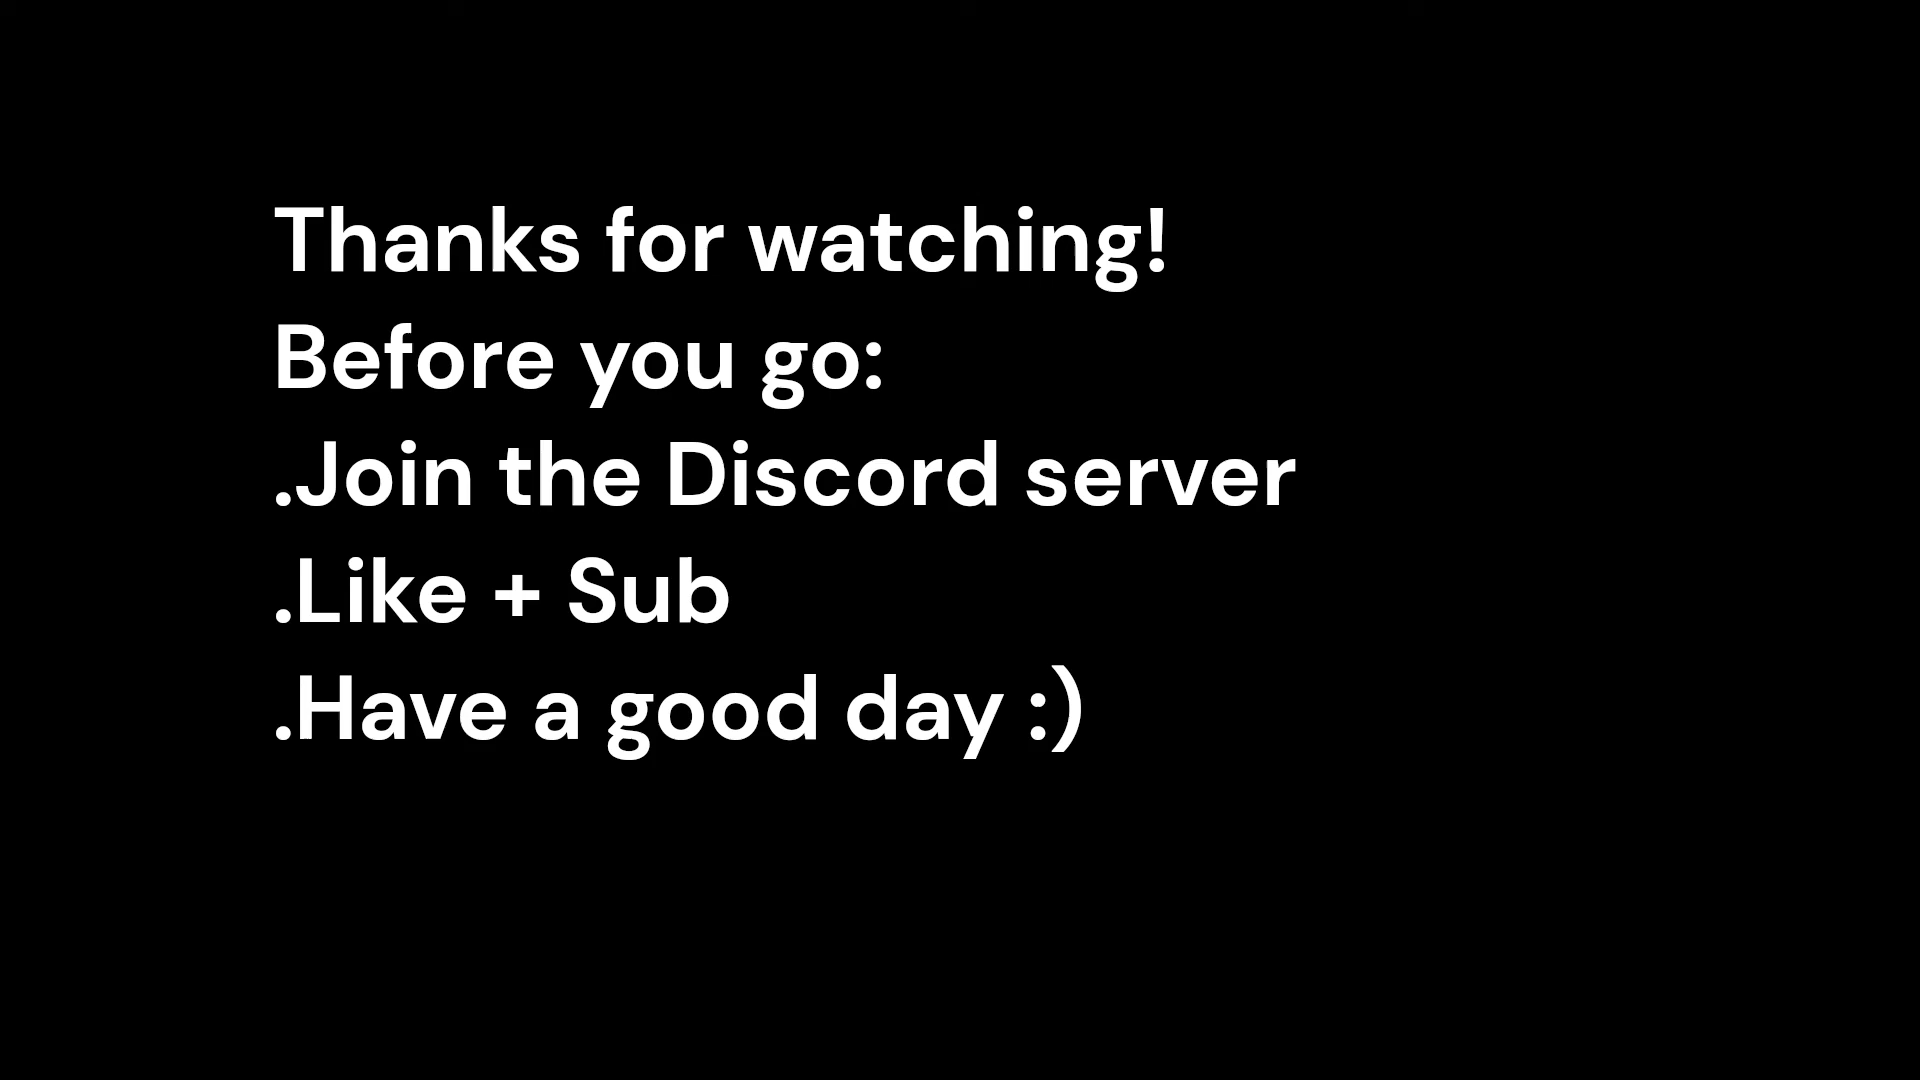 Thanks for watching!
Before you go:
.Join the Discord server
.Like + Sub
.Have a good day :)